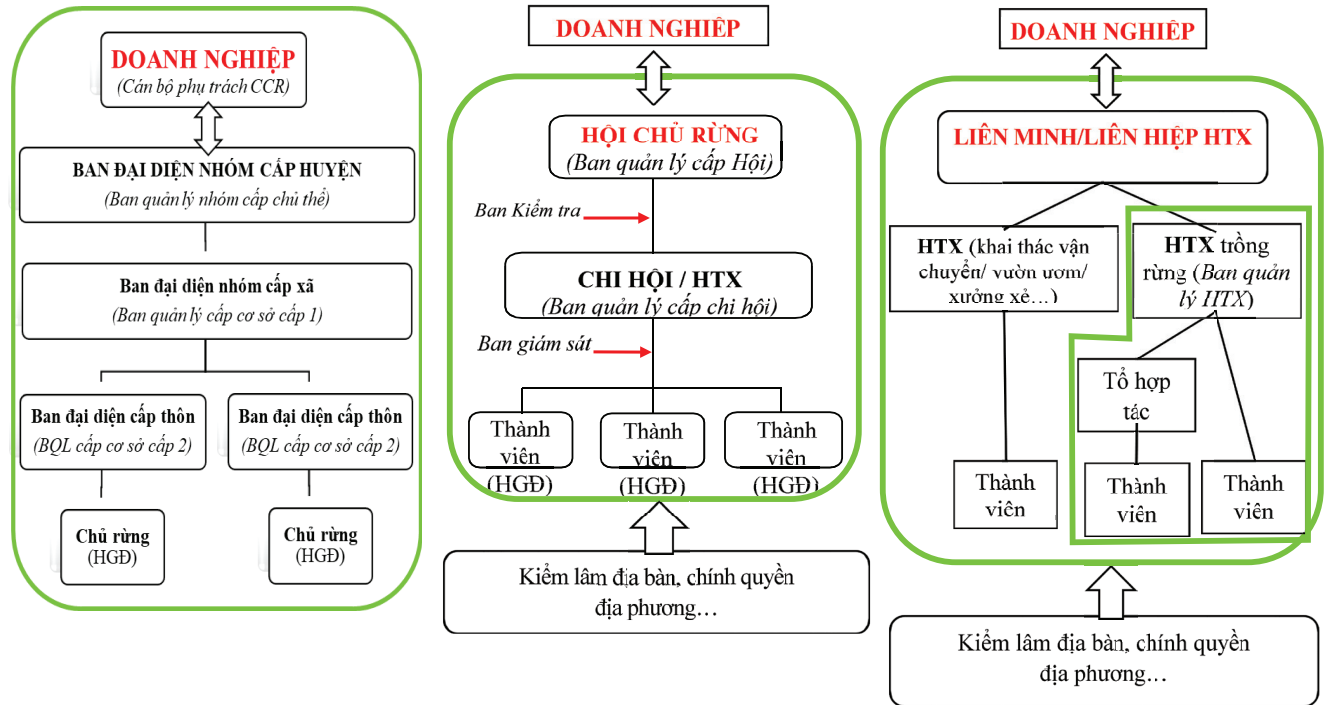 DOANH NGHIỆP
(Cán bộ phụ trách CCR)
BAN ĐẠI DIỆN NHÓM CẤP HUYỆN
(Ban quản lý nhóm cấp chủ thể)
Ban đại diện nhóm cấp xã
(Ban quản lý cấp cơ sở cấp 1)
Ban đại diện cấp thôn
(BQL cấp cơ sở cấp 2)
Ban đại diện cấp thôn
(BQL cấp cơ sở cấp 2)
Chủ rừng
(HGĐ)
Chủ rừng
(HGĐ)
DOANH NGHIỆP
HỘI CHỦ RỪNG
(Ban quản lý cấp Hội)
Ban Kiểm tra
CHI HỘI / HTX
(Ban quản lý cấp chi hội)
Ban giám sát
Thành
viên
(HGĐ)
Thành
viên
(HGĐ)
Thành
viên
(HGĐ)
Kiểm lâm địa bàn, chính quyền
địa phương...
DOANH NGHIỆP
LIÊN MINH/LIÊN HIỆP HTX
HTX (khai thác vận
chuyển/ vườn ươm/
xưởng xẻ...)
HTX trồng
rừng (Ban quản
lý HTX)
Tổ hợp
tác
Thành
viên
Thành
viên
Thành
viên
Kiểm lâm địa bàn, chính quyền
địa phương...